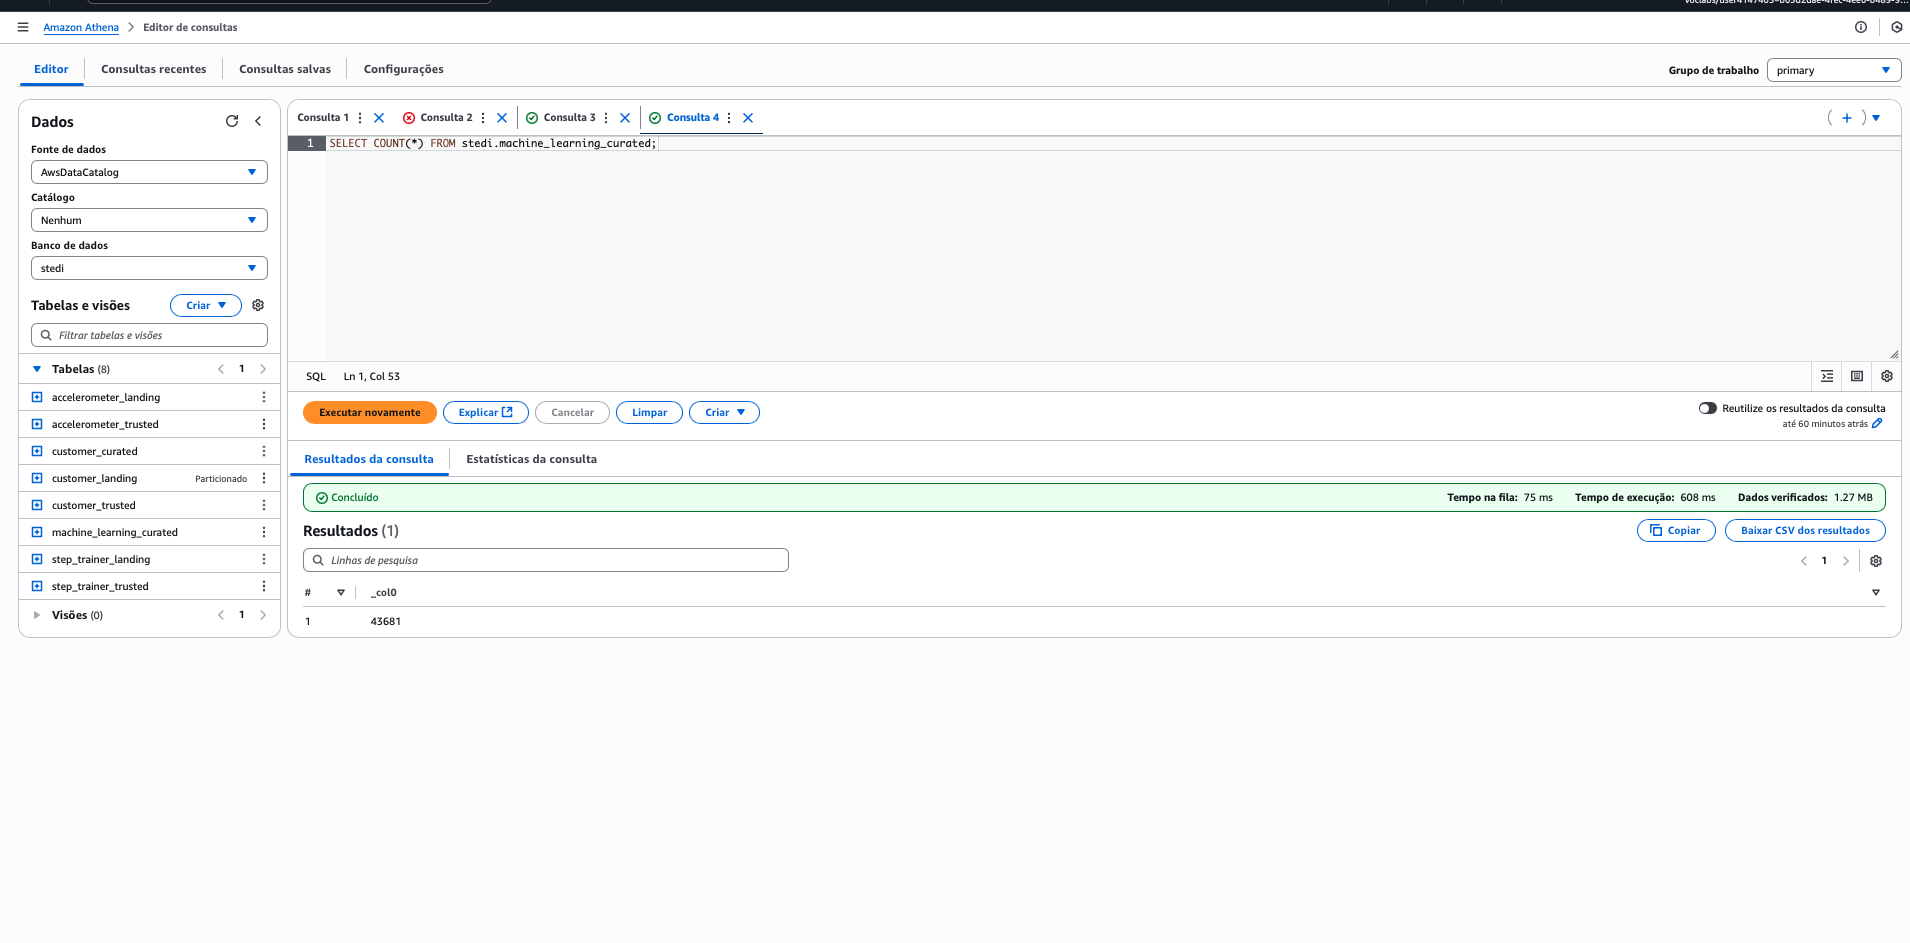 Amazon Athena > Editor de consultas
Editor Consultas recentes Consultas salvas Configurações
Grupo de trabalho primary
Dados
Fonte de dados
AwsDataCatalog
Catálogo
Nenhum
Banco de dados
stedi
Tabelas e visões Criar
Filtrar tabelas e visões
Tabelas (8) 1
accelerometer_landing
accelerometer_trusted
customer_curated
customer_landing Particionado
customer_trusted
machine_learning_curated
step_trainer_landing
step_trainer_trusted
Visões (0) 1
Consulta 1 Consulta 2 Consulta 3 Consulta 4
1 SELECT COUNT(*) FROM stedi.machine_learning_curated;
SQL Ln 1, Col 53
Executar novamente Explicar Cancelar Limpar Criar
Reutilize os resultados da consulta
até 60 minutos atrás
Resultados da consulta Estatísticas da consulta
Concluído Tempo na fila: 75 ms Tempo de execução: 608 ms Dados verificados: 1.27 MB
Resultados (1) Copiar Baixar CSV dos resultados
Linhas de pesquisa 1
# _col0
1 43681